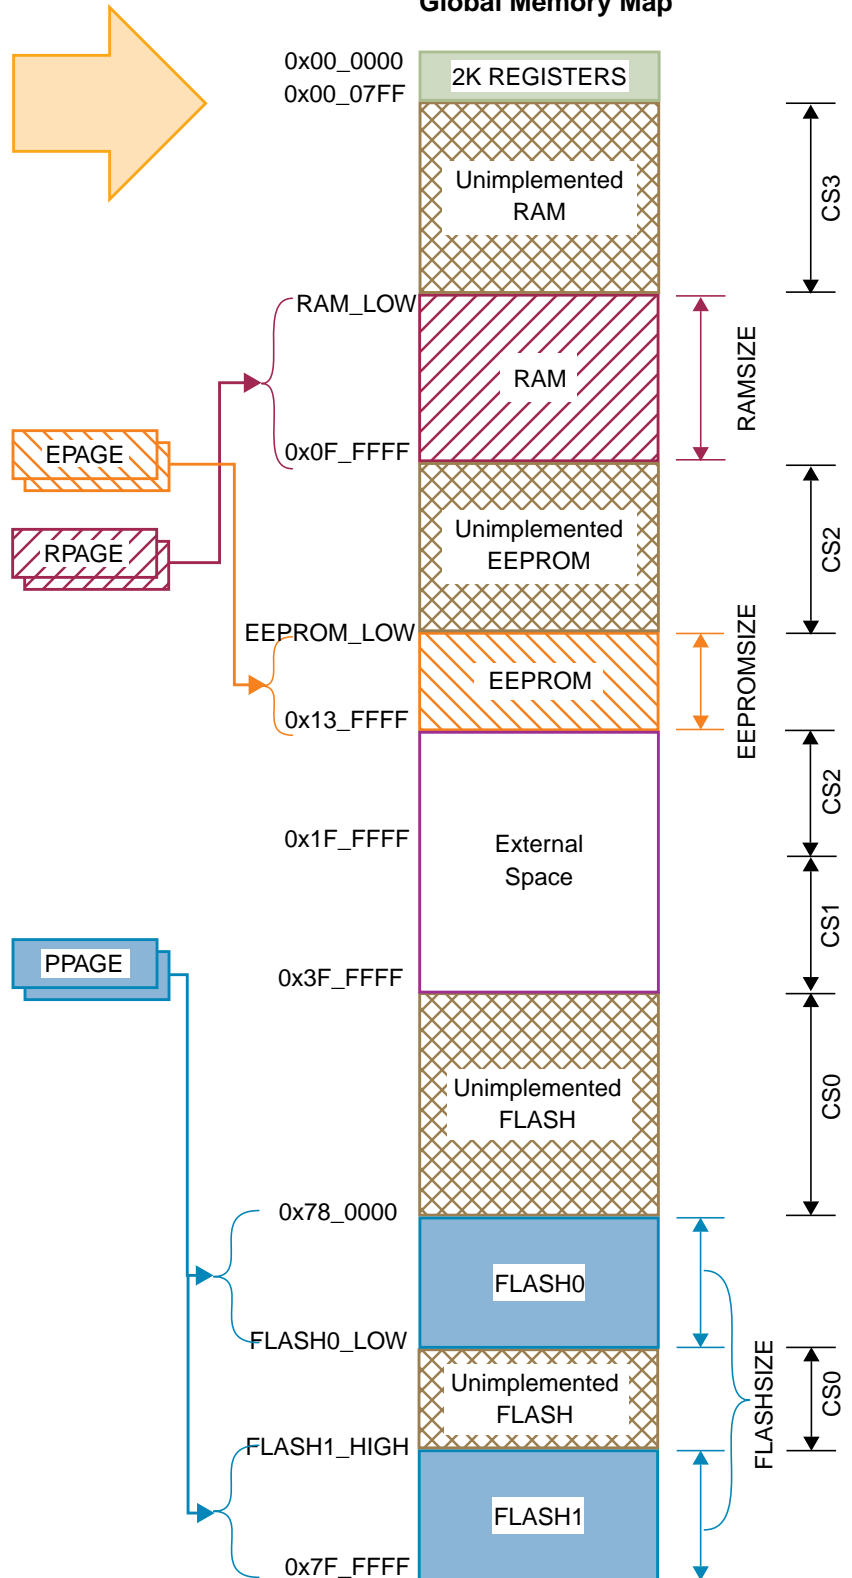 Global Memory Map
0x00_0000
2K REGISTERS
0x00_07FF
Unimplemented
RAM
CS3
RAM_LOW
RAM
RAMSIZE
0x0F_FFFF
EPAGE
RPAGE
Unimplemented
EEPROM
CS2
EEPROM_LOW
EEPROM
EEPROMSIZE
0x13_FFFF
CS2
0x1F_FFFF
External
Space
CS1
PPAGE
0x3F_FFFF
Unimplemented
FLASH
CS0
0x78_0000
FLASH0
FLASH0_LOW
Unimplemented
FLASH
FLASHSIZE
CS0
FLASH1_HIGH
FLASH1
0x7F_FFFF